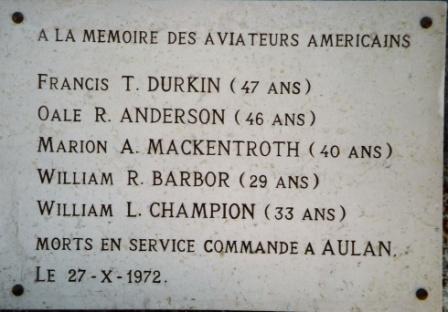 A LA MEMOIRE DES AVIATEURS AMERICAINS
FRANCIS T. DURKIN (47 ANS)
OALE R. ANDERSON (46 ANS)
MARION A. MACKENTROTH (40 ANS)
WILLIAM R. BARBOR (29 ANS)
WILLIAM L. CHAMPION (33 ANS)
MORTS EN SERVICE COMMANDE A AULAN.
LE 27-X-1972.